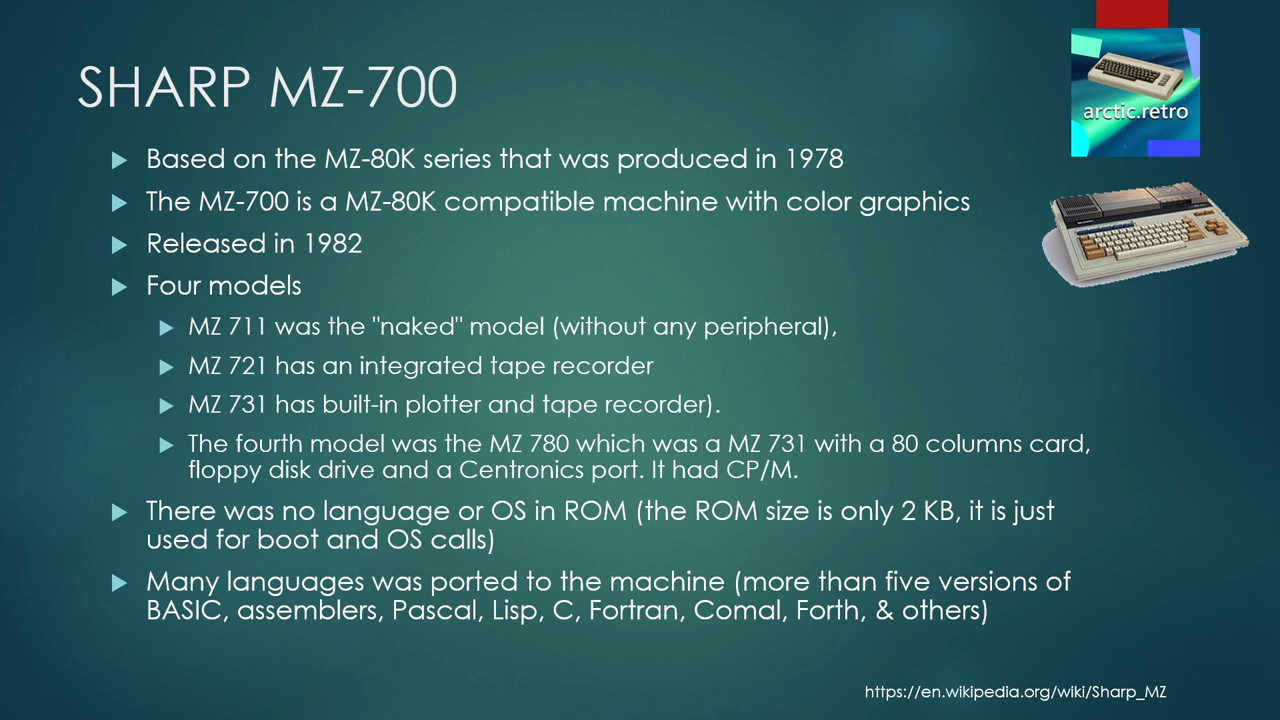 SHARP MZ-700
arctic.retro
Based on the MZ-80K series that was produced in 1978
The MZ-700 is a MZ-80K compatible machine with color graphics
Released in 1982
Four models
MZ 711 was the "naked" model (without any peripheral),
MZ 721 has an integrated tape recorder
MZ 731 has built-in plotter and tape recorder).
The fourth model was the MZ 780 which was a MZ 731 with a 80 columns card,
floppy disk drive and a Centronics port. It had CP/M.
There was no language or OS in ROM (the ROM size is only 2 KB, it is just
used for boot and OS calls)
Many languages was ported to the machine (more than five versions of
BASIC, assemblers, Pascal, Lisp, C, Fortran, Comal, Forth, & others)
https://en.wikipedia.org/wiki/Sharp_MZ